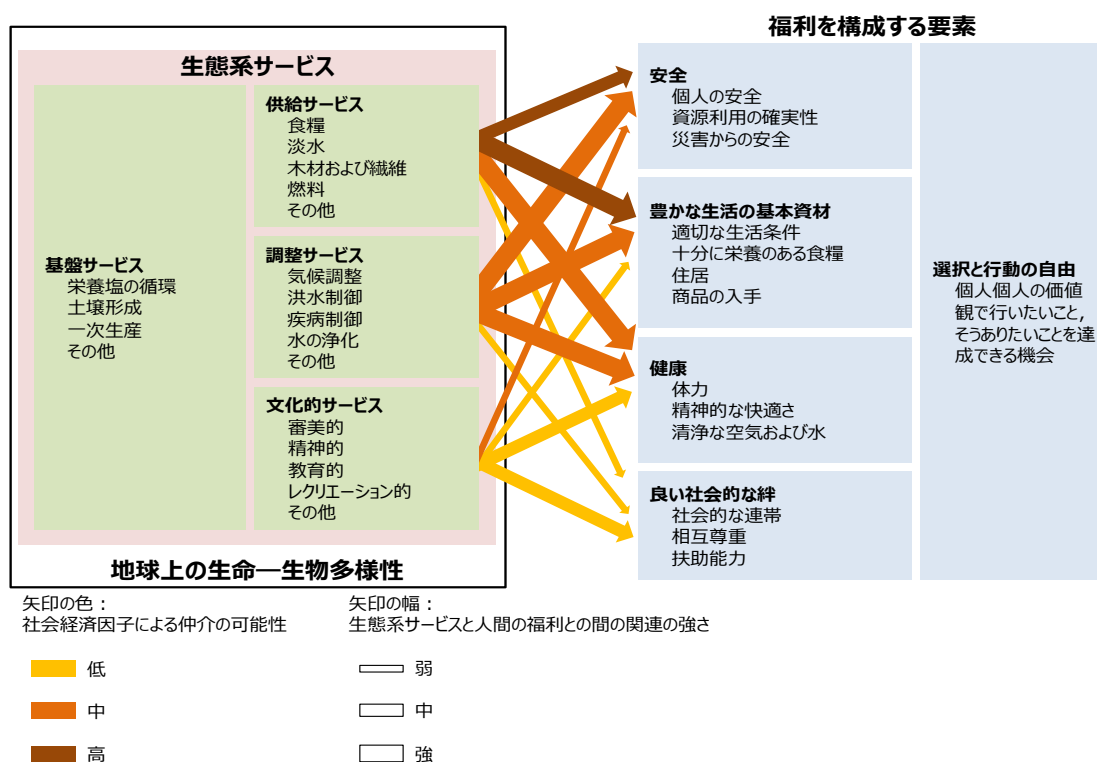 福利を構成する要素
生態系サービス
基盤サービス
栄養塩の循環
土壌形成
一次生産
その他
供給サービス
食糧
淡水
木材および繊維
燃料
その他
調整サービス
気候調整
洪水制御
疾病制御
水の浄化
その他
文化的サービス
審美的
精神的
教育的
レクリエーション的
その他
地球上の生命―生物多様性
安全
個人の安全
資源利用の確実性
災害からの安全
豊かな生活の基本資材
適切な生活条件
十分に栄養のある食糧
住居
商品の入手
健康
体力
精神的な快適さ
清浄な空気および水
良い社会的な絆
社会的な連帯
相互尊重
扶助能力
選択と行動の自由
個人個人の価値
観で行いたいこと,
そうありたいことを達
成できる機会
矢印の色：
社会経済因子による仲介の可能性
低
中
高
矢印の幅：
生態系サービスと人間の福利との間の関連の強さ
弱
中
強